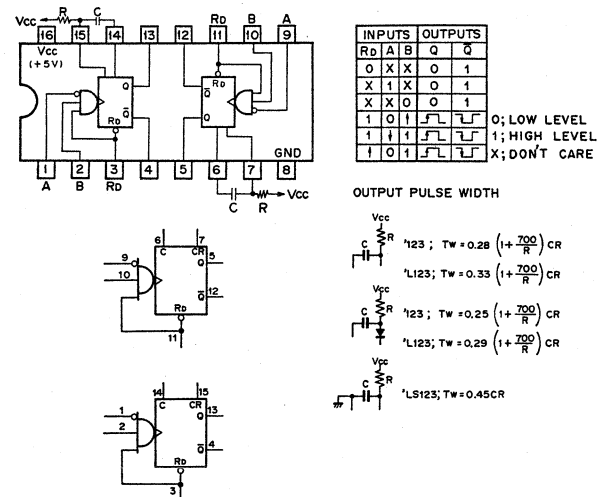 Vcc R C RD B A
16 15 14 13 12 11 10 9
Vcc
(+5V)
Q Q̅ RD
Q̅ Q RD
GND
1 2 3 4 5 6 7 8
A B RD C R Vcc
INPUTS OUTPUTS
RD A B Q Q̅
0 X X 0 1
X 1 X 0 1
X X 0 0 1
1 0 ↑ 0; LOW LEVEL
1 ↓ 1 1; HIGH LEVEL
↑ 0 1 X; DON'T CARE
OUTPUT PULSE WIDTH
Vcc
R
C
'123; Tw = 0.28 (1+700/R) CR
'L123; Tw = 0.33 (1+700/R) CR
Vcc
R
C
'123; Tw = 0.25 (1+700/R) CR
'L123; Tw = 0.29 (1+700/R) CR
Vcc
R
C
'LS123; Tw = 0.45CR
6 7
C CR
9 Q 5
10
Q̅ 12
RD
11
14 15
C CR
1 Q 13
2
Q̅ 4
RD
3